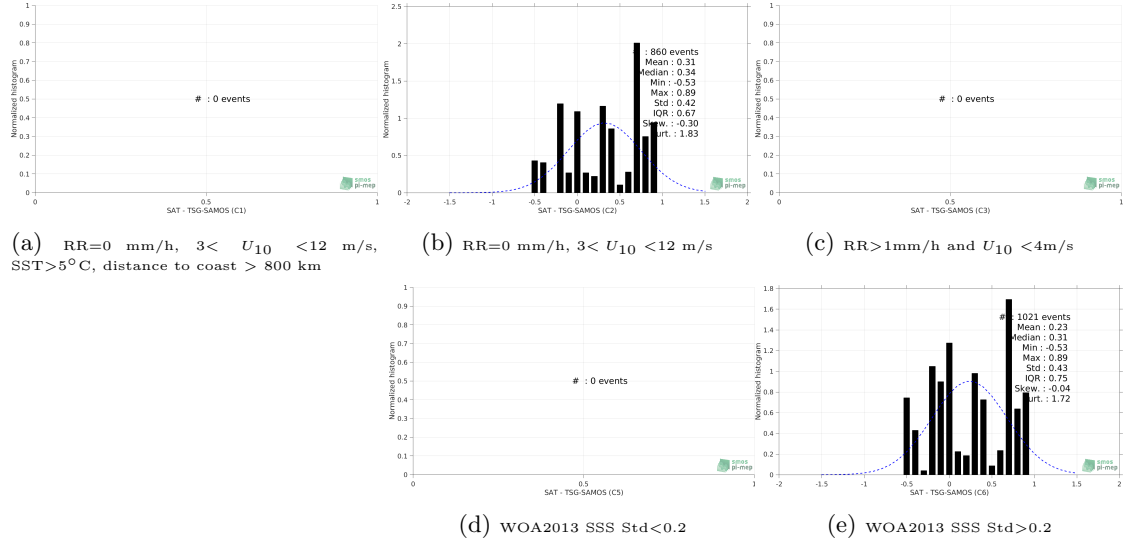 1
0.9
0.8
0.7
0.6
0.5
0.4
0.3
0.2
0.1
0
Normalized histogram
# : 0 events
0 0.5 1
SAT - TSG-SAMOS (C1)
smos
pi-mep
(a) RR=0 mm/h, 3< U10 <12 m/s,
SST>5°C, distance to coast > 800 km
2.5
2
1.5
1
0.5
0
Normalized histogram
: 860 events
Mean : 0.31
Median : 0.34
Min : -0.53
Max : 0.89
Std : 0.42
IQR : 0.67
Skew. : -0.30
urt. : 1.83
-2 -1.5 -1 -0.5 0 0.5 1 1.5 2
SAT - TSG-SAMOS (C2)
smos
pi-mep
(b) RR=0 mm/h, 3< U10 <12 m/s
1
0.9
0.8
0.7
0.6
0.5
0.4
0.3
0.2
0.1
0
Normalized histogram
# : 0 events
0 0.5 1
SAT - TSG-SAMOS (C3)
smos
pi-mep
(c) RR>1mm/h and U10 <4m/s
1
0.9
0.8
0.7
0.6
0.5
0.4
0.3
0.2
0.1
0
Normalized histogram
# : 0 events
0 0.5 1
SAT - TSG-SAMOS (C5)
smos
pi-mep
(d) WOA2013 SSS Std<0.2
1.8
1.6
1.4
1.2
1
0.8
0.6
0.4
0.2
0
Normalized histogram
# : 1021 events
Mean : 0.23
Median : 0.31
Min : -0.53
Max : 0.89
Std : 0.43
IQR : 0.75
Skew. : -0.04
urt. : 1.72
-2 -1.5 -1 -0.5 0 0.5 1 1.5 2
SAT - TSG-SAMOS (C6)
smos
pi-mep
(e) WOA2013 SSS Std>0.2